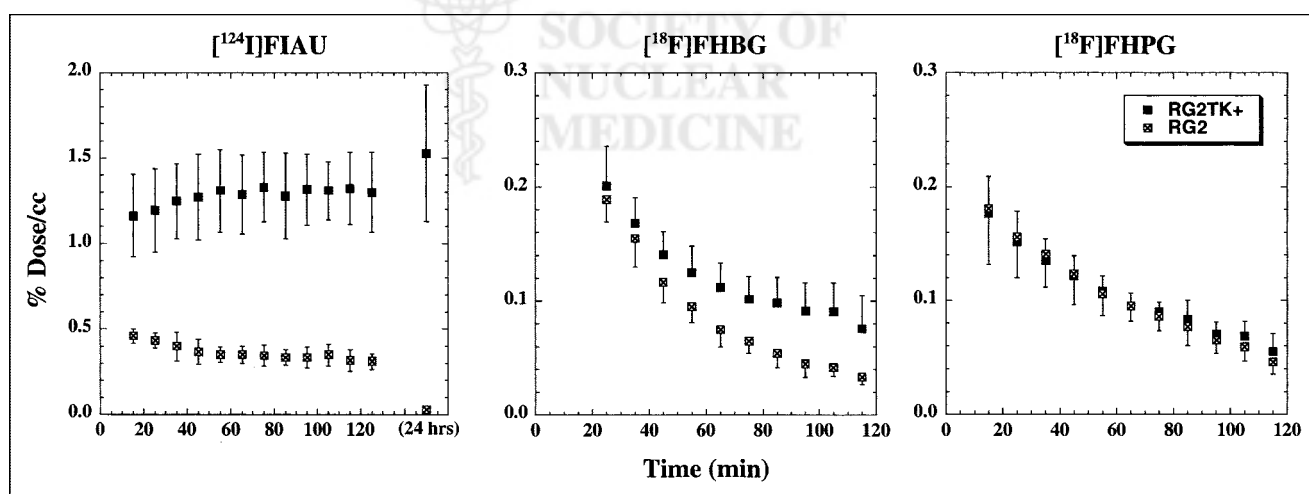 SOCIETY OF
NUCLEAR
MEDICINE
[¹²⁴I]FIAU
[¹⁸F]FHBG
[¹⁸F]FHPG
% Dose/cc
2.0
1.5
1.0
0.5
0.0
0 20 40 60 80 100 120 (24 hrs)
0.3
0.2
0.1
0.0
0 20 40 60 80 100 120
0.3
0.2
0.1
0.0
0 20 40 60 80 100 120
RG2TK+
RG2
Time (min)